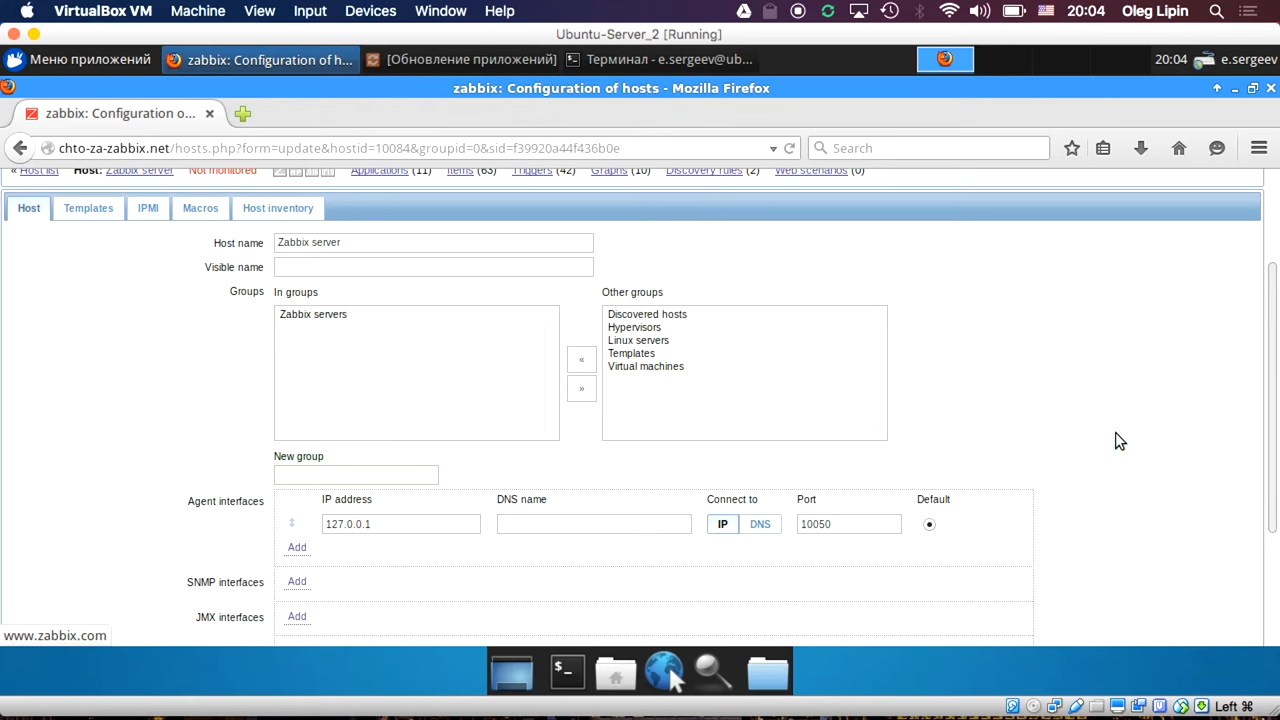 VirtualBox VM Machine View Input Devices Window Help 20:04 Oleg Lipin
Ubuntu-Server_2 [Running]
Меню приложений zabbix: Configuration of h... [Обновление приложений] Терминал - e.sergeev@ub... 20:04 e.sergeev
zabbix: Configuration of hosts - Mozilla Firefox
zabbix: Configuration o...
chto-za-zabbix.net/hosts.php?form=update&hostid=10084&groupid=0&sid=f39920a44f436b0e Search
« Host list Host: Zabbix server Not monitored Applications (11) Items (63) Triggers (42) Graphs (10) Discovery rules (2) Web scenarios (0)
Host Templates IPMI Macros Host inventory
Host name Zabbix server
Visible name
Groups In groups Other groups
Zabbix servers Discovered hosts
Hypervisors
Linux servers
Templates
Virtual machines
«
»
New group
Agent interfaces IP address DNS name Connect to Port Default
127.0.0.1 IP DNS 10050
Add
SNMP interfaces Add
JMX interfaces Add
www.zabbix.com
$_
Left ⌘